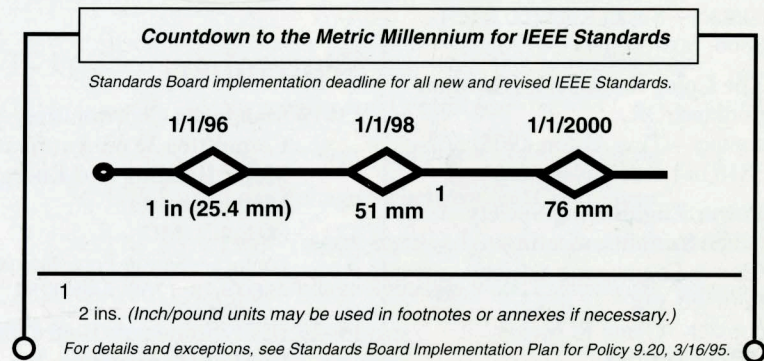 Countdown to the Metric Millennium for IEEE Standards
Standards Board implementation deadline for all new and revised IEEE Standards.
1/1/96 1/1/98 1/1/2000
1 in (25.4 mm) 51 mm 1 76 mm
1
2 ins. (Inch/pound units may be used in footnotes or annexes if necessary.)
For details and exceptions, see Standards Board Implementation Plan for Policy 9.20, 3/16/95.